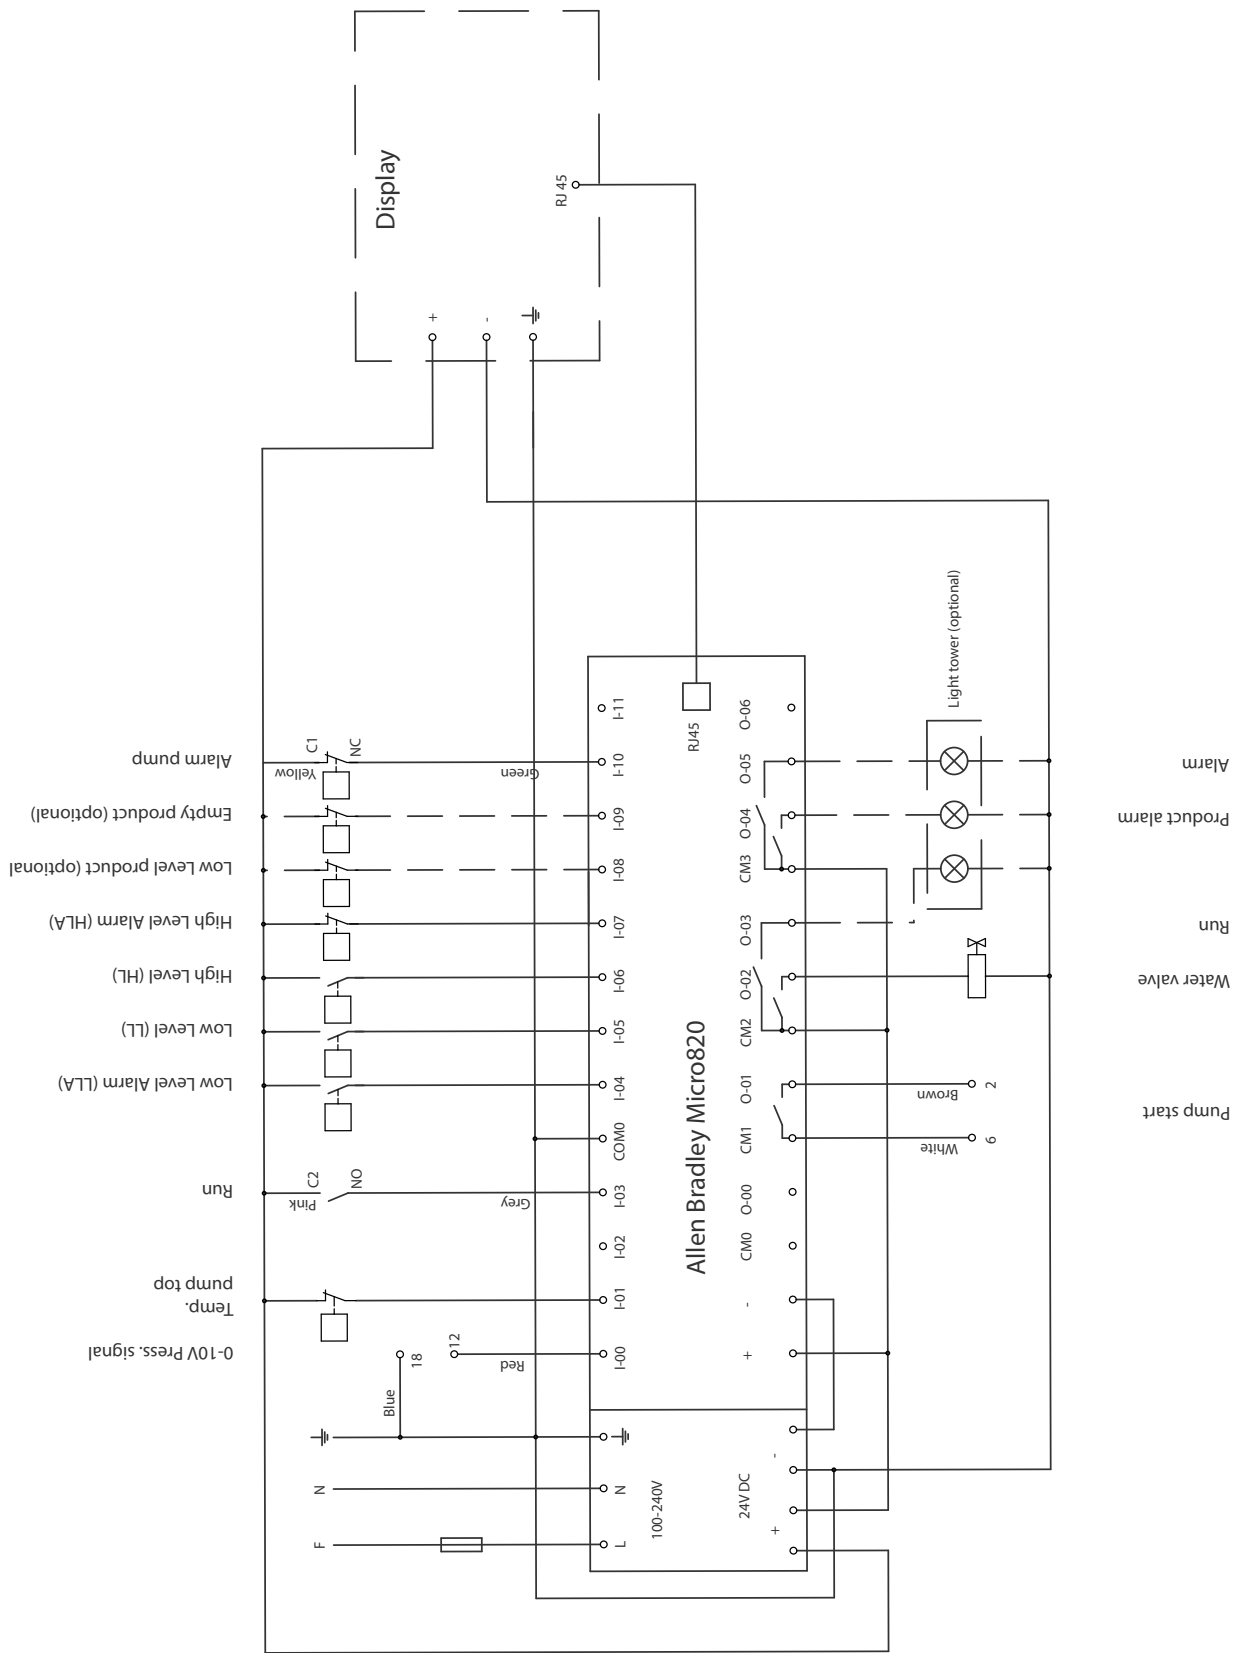 Display
RJ 45
+
-
Light tower (optional)
Alarm pump
Empty product (optional)
Low Level product (optional)
High Level Alarm (HLA)
High Level (HL)
Low Level (LL)
Low Level Alarm (LLA)
Run
Temp.
pump top
0-10V Press. signal
C1
NC
Yellow
Green
C2
NO
Pink
Grey
12
Red
18
Blue
N
F
I-11
I-10
I-09
I-08
I-07
I-06
I-05
I-04
COM0
I-03
I-02
I-01
I-00
N
L
RJ45
Allen Bradley Micro820
100-240V
O-06
O-05
O-04
CM3
O-03
O-02
CM2
O-01
CM1
O-00
CM0
-
+
-
24V DC
+
Brown
2
White
6
Alarm
Product alarm
Run
Water valve
Pump start